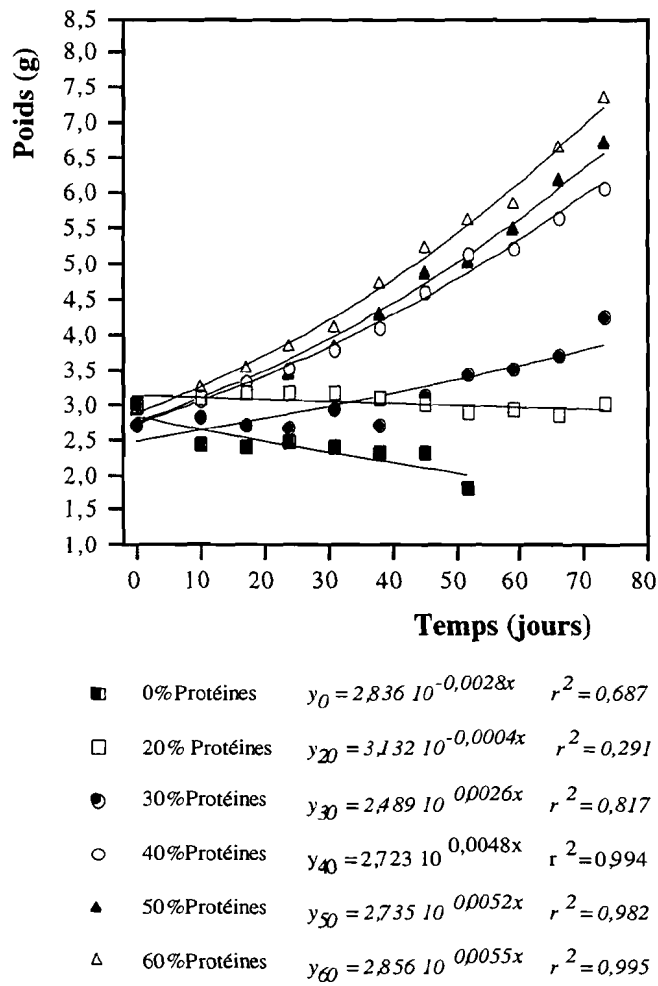 Poids (g)
8,5
8,0
7,5
7,0
6,5
6,0
5,5
5,0
4,5
4,0
3,5
3,0
2,5
2,0
1,5
1,0
0 10 20 30 40 50 60 70 80
Temps (jours)
0%Protéines y0 = 2,836 10^-0,0028x r^2 = 0,687
20% Protéines y20 = 3,132 10^-0,0004x r^2 = 0,291
30%Protéines y30 = 2,489 10^0,0026x r^2 = 0,817
40%Protéines y40 = 2,723 10^0,0048x r^2 = 0,994
50%Protéines y50 = 2,735 10^0,0052x r^2 = 0,982
60%Protéines y60 = 2,856 10^0,0055x r^2 = 0,995